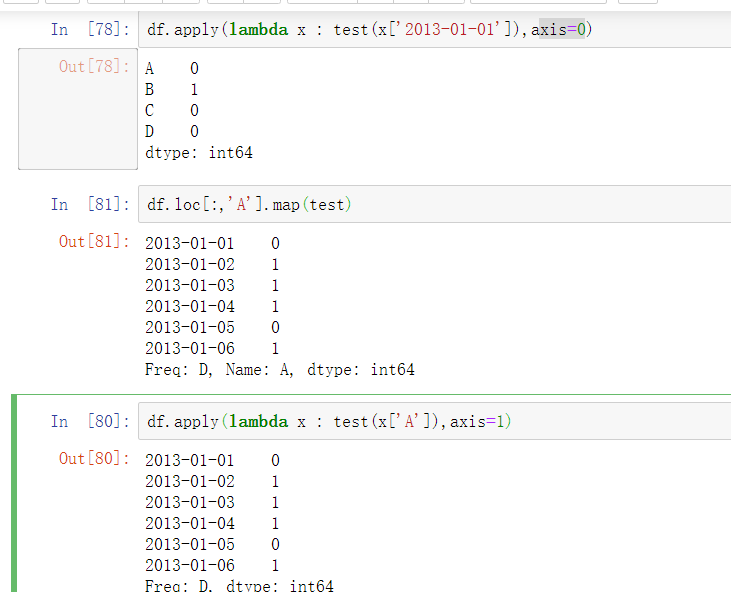 In [78]: df.apply(lambda x : test(x['2013-01-01']),axis=0)
Out[78]: A 0
B 1
C 0
D 0
dtype: int64
In [81]: df.loc[:,'A'].map(test)
Out[81]: 2013-01-01 0
2013-01-02 1
2013-01-03 1
2013-01-04 1
2013-01-05 0
2013-01-06 1
Freq: D, Name: A, dtype: int64
In [80]: df.apply(lambda x : test(x['A']),axis=1)
Out[80]: 2013-01-01 0
2013-01-02 1
2013-01-03 1
2013-01-04 1
2013-01-05 0
2013-01-06 1
Freq: D, dtype: int64